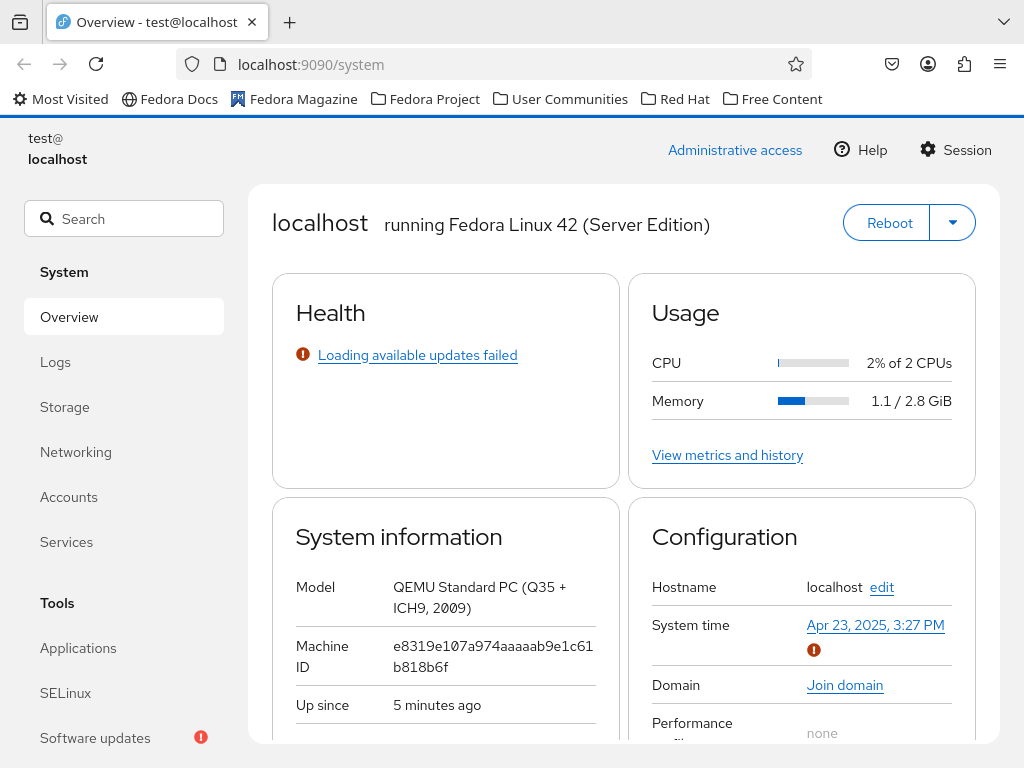 Overview - test@localhost
localhost:9090/system
Most Visited Fedora Docs Fedora Magazine Fedora Project User Communities Red Hat Free Content
test@
localhost
Administrative access Help Session
Search
System
Overview
Logs
Storage
Networking
Accounts
Services
Tools
Applications
SELinux
Software updates
localhost running Fedora Linux 42 (Server Edition)
Reboot
Health
Loading available updates failed
Usage
CPU 2% of 2 CPUs
Memory 1.1 / 2.8 GiB
View metrics and history
System information
Model QEMU Standard PC (Q35 +
ICH9, 2009)
Machine e8319e107a974aaaaab9e1c61
ID b818b6f
Up since 5 minutes ago
Configuration
Hostname localhost edit
System time Apr 23, 2025, 3:27 PM
Domain Join domain
Performance
none